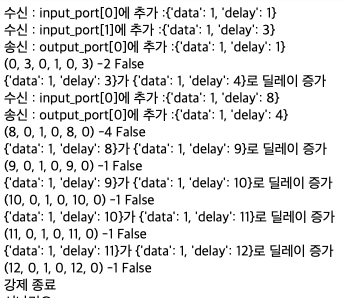 수신 : input_port[0]에 추가 :{'data': 1, 'delay': 1}
수신 : input_port[1]에 추가 :{'data': 1, 'delay': 3}
송신 : output_port[0]에 추가 :{'data': 1, 'delay': 1}
(0, 3, 0, 1, 0, 3) -2 False
{'data': 1, 'delay': 3}가 {'data': 1, 'delay': 4}로 딜레이 증가
수신 : input_port[0]에 추가 :{'data': 1, 'delay': 8}
송신 : output_port[0]에 추가 :{'data': 1, 'delay': 4}
(8, 0, 1, 0, 8, 0) -4 False
{'data': 1, 'delay': 8}가 {'data': 1, 'delay': 9}로 딜레이 증가
(9, 0, 1, 0, 9, 0) -1 False
{'data': 1, 'delay': 9}가 {'data': 1, 'delay': 10}로 딜레이 증가
(10, 0, 1, 0, 10, 0) -1 False
{'data': 1, 'delay': 10}가 {'data': 1, 'delay': 11}로 딜레이 증가
(11, 0, 1, 0, 11, 0) -1 False
{'data': 1, 'delay': 11}가 {'data': 1, 'delay': 12}로 딜레이 증가
(12, 0, 1, 0, 12, 0) -1 False
강제 종료